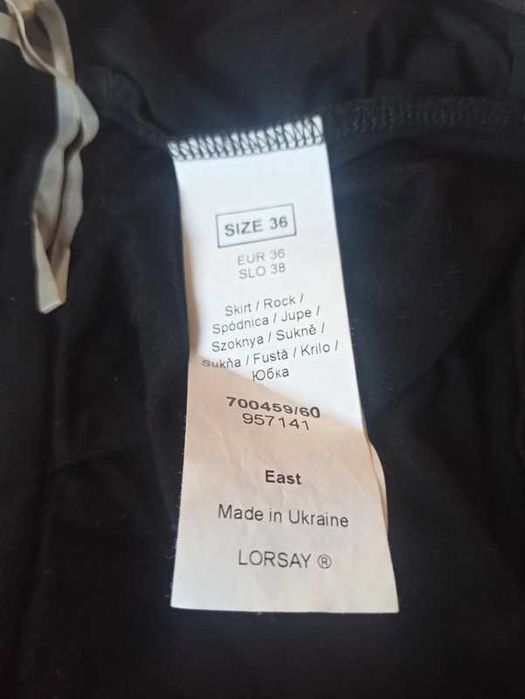 SIZE 36
EUR 36
SLO 38
Skirt / Rock /
Spódnica / Jupe /
Szoknya / Sukně /
Sukňa / Fustă / Krilo /
Юбка
700459/60
957141
East
Made in Ukraine
LORSAY ®